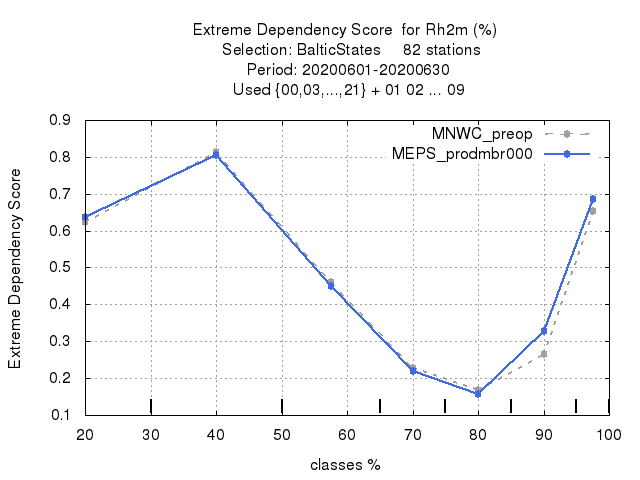 Extreme Dependency Score  for Rh2m (%)
Selection: BalticStates     82 stations
Period: 20200601-20200630
Used {00,03,...,21} + 01 02 ... 09
MNWC_preop
MEPS_prodmbr000
Extreme Dependency Score
0.9
0.8
0.7
0.6
0.5
0.4
0.3
0.2
0.1
20 30 40 50 60 70 80 90 100
classes %